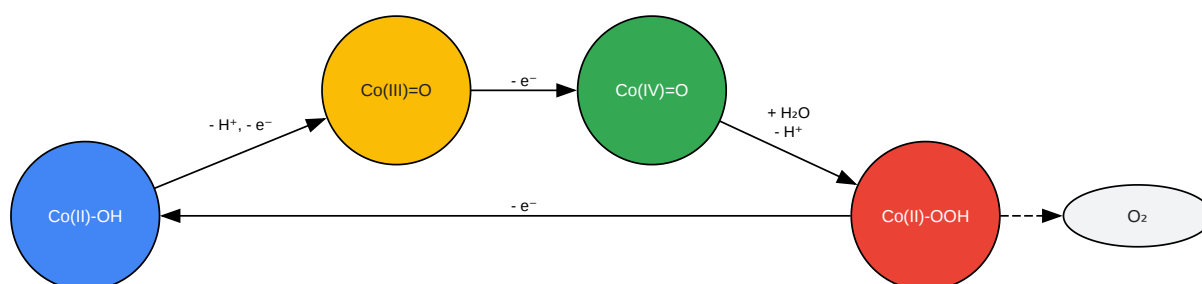 Co(III)=O
- e⁻
Co(IV)=O
+ H₂O
- H⁺
- H⁺, - e⁻
Co(II)-OH
- e⁻
Co(II)-OOH
O₂